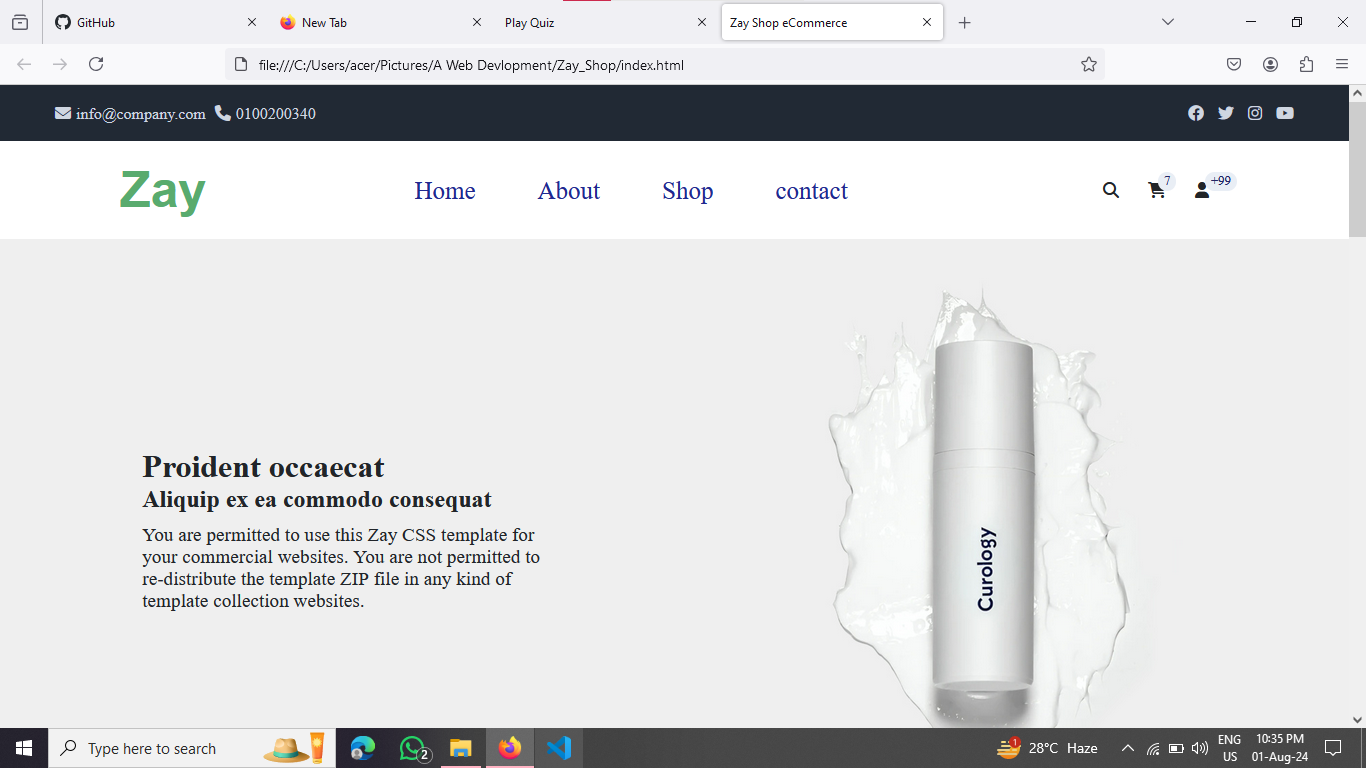 GitHub
New Tab
Play Quiz
Zay Shop eCommerce
file:///C:/Users/acer/Pictures/A Web Devlopment/Zay_Shop/index.html
info@company.com 0100200340
Zay
Home About Shop contact
7
+99
Proident occaecat
Aliquip ex ea commodo consequat
You are permitted to use this Zay CSS template for
your commercial websites. You are not permitted to
re-distribute the template ZIP file in any kind of
template collection websites.
Curology
Type here to search
2
1
28°C Haze
ENG
US
10:35 PM
01-Aug-24